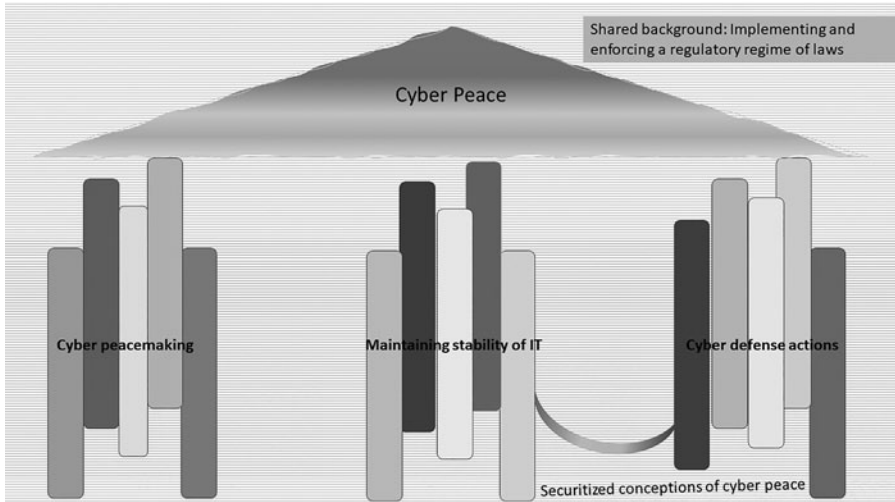 Shared background: Implementing and
enforcing a regulatory regime of laws
Cyber Peace
Cyber peacemaking
Maintaining stability of IT
Cyber defense actions
Securitized conceptions of cyber peace